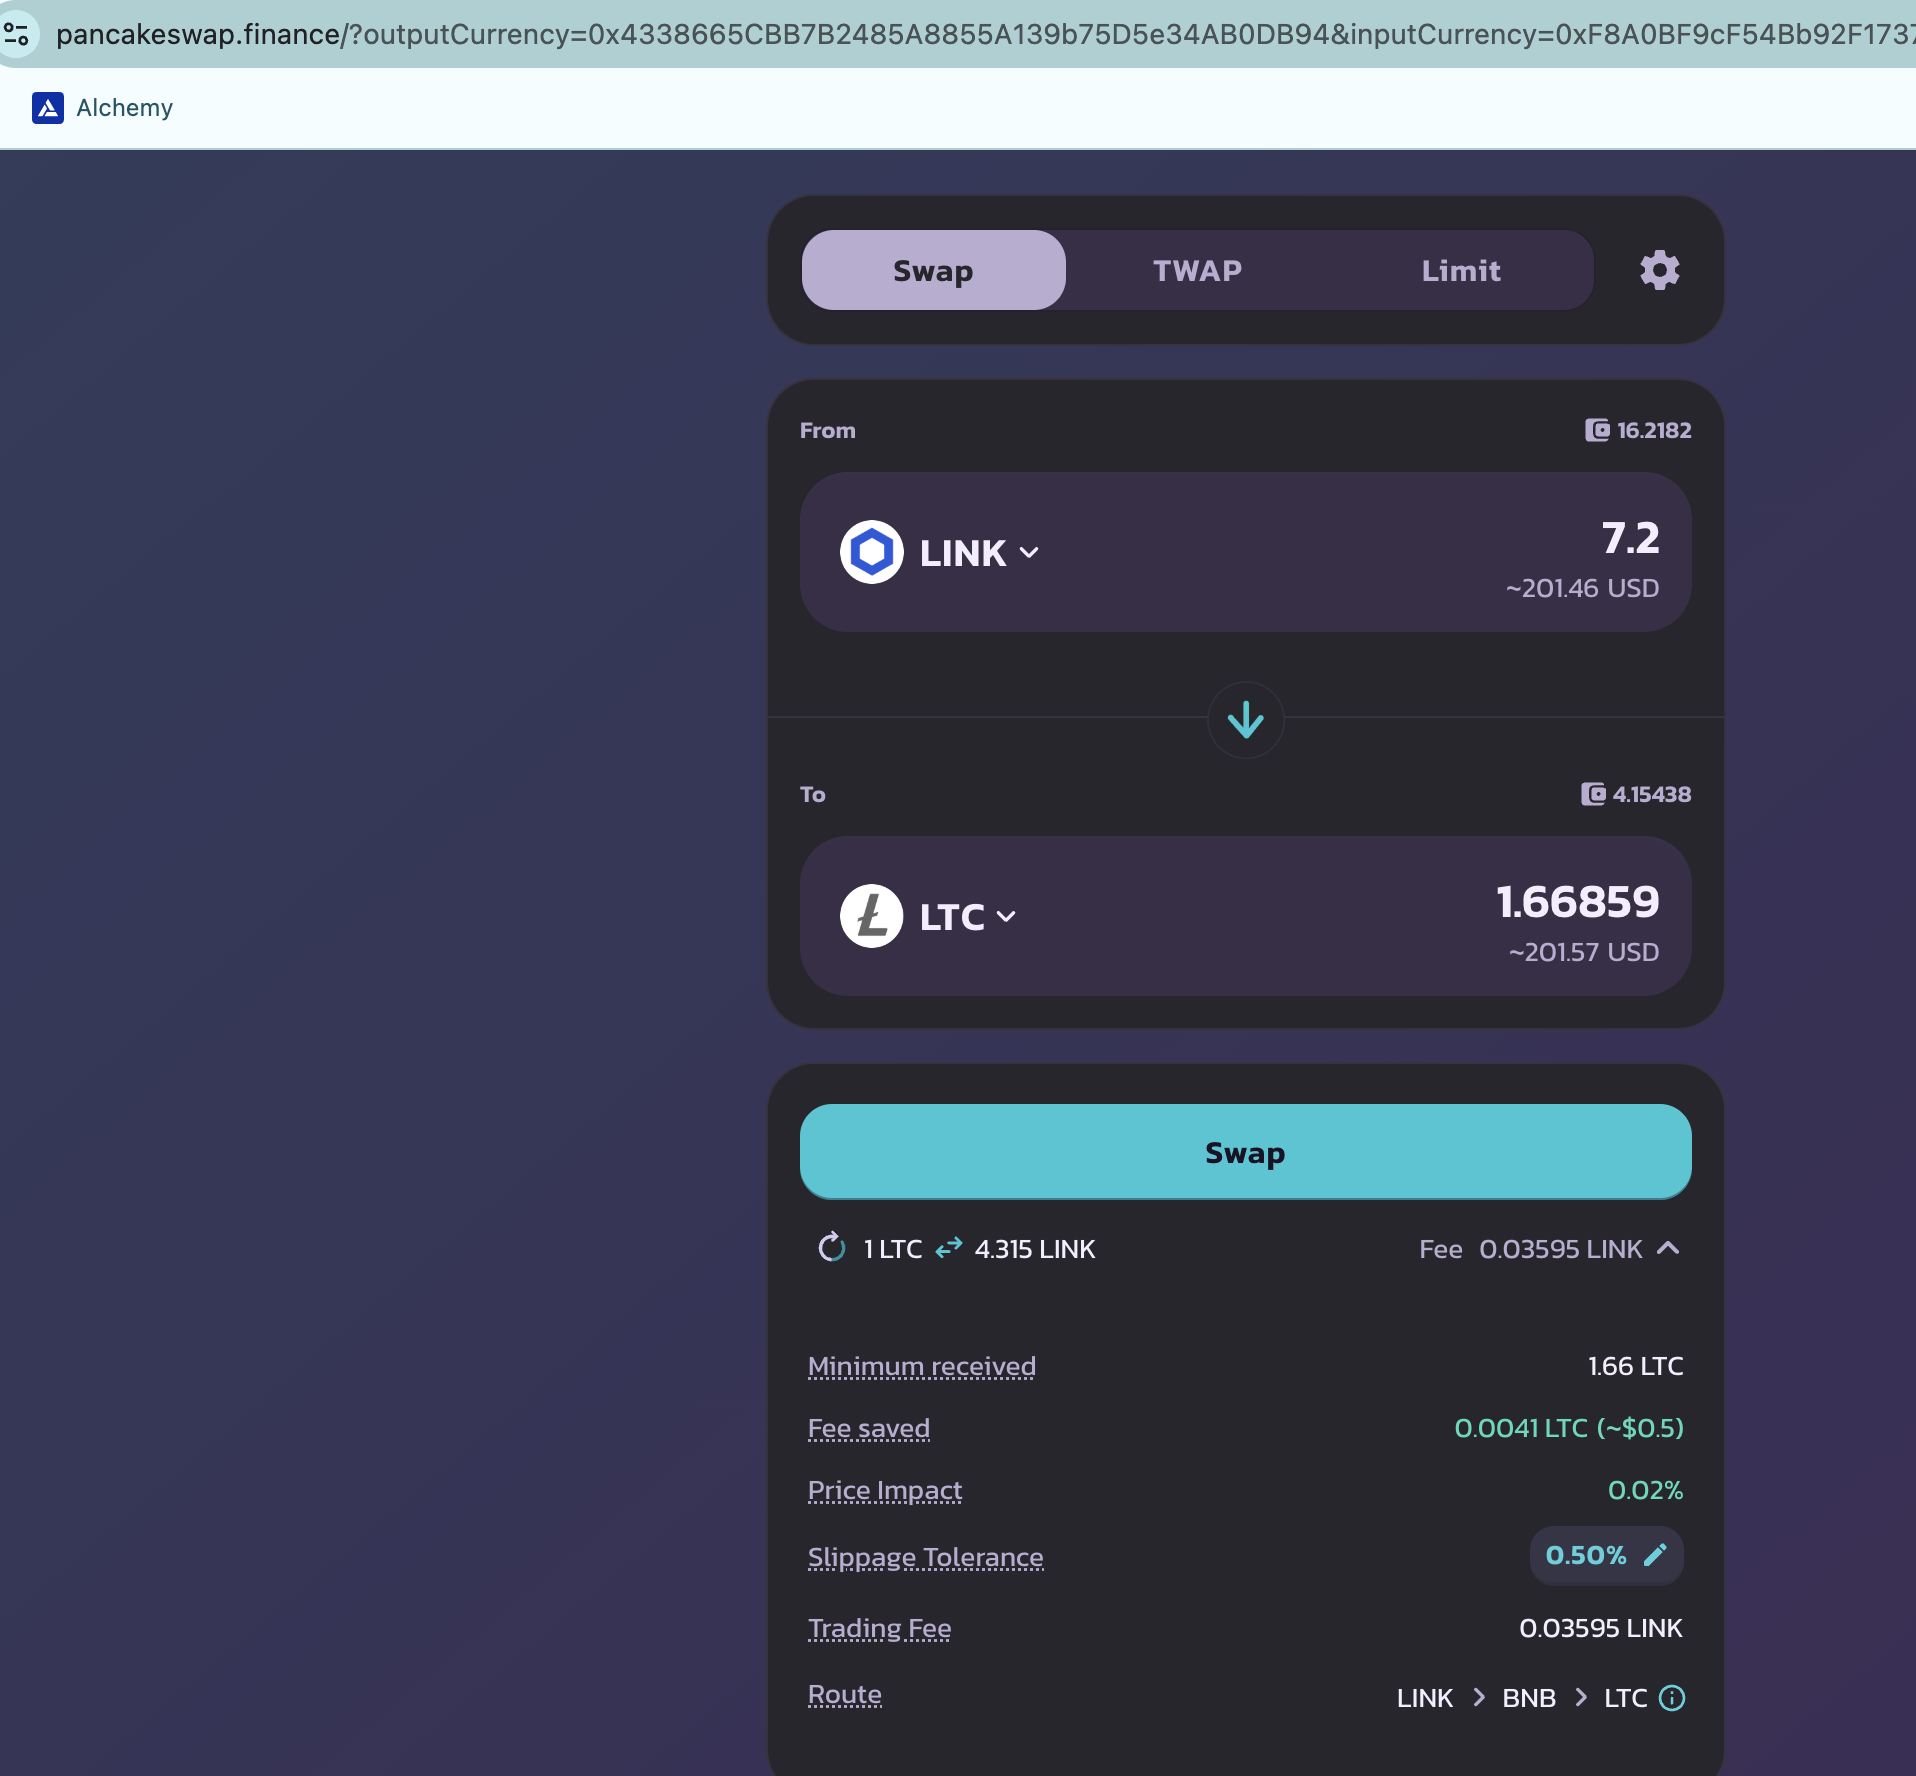 pancakeswap.finance/?outputCurrency=0x4338665CBB7B2485A8855A139b75D5e34AB0DB94&inputCurrency=0xF8A0BF9cF54Bb92F1737
Alchemy
Swap TWAP Limit
From 16.2182
LINK 7.2
~201.46 USD
To 4.15438
LTC 1.66859
~201.57 USD
Swap
1 LTC 4.315 LINK Fee 0.03595 LINK
Minimum received 1.66 LTC
Fee saved 0.0041 LTC (~$0.5)
Price Impact 0.02%
Slippage Tolerance 0.50%
Trading Fee 0.03595 LINK
Route LINK > BNB > LTC